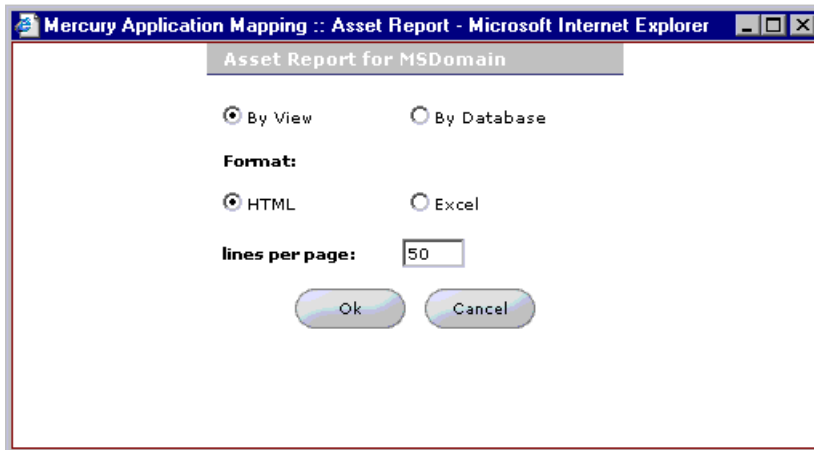 Mercury Application Mapping :: Asset Report - Microsoft Internet Explorer
Asset Report for MSDomain
By View By Database
Format:
HTML Excel
lines per page: 50
Ok Cancel